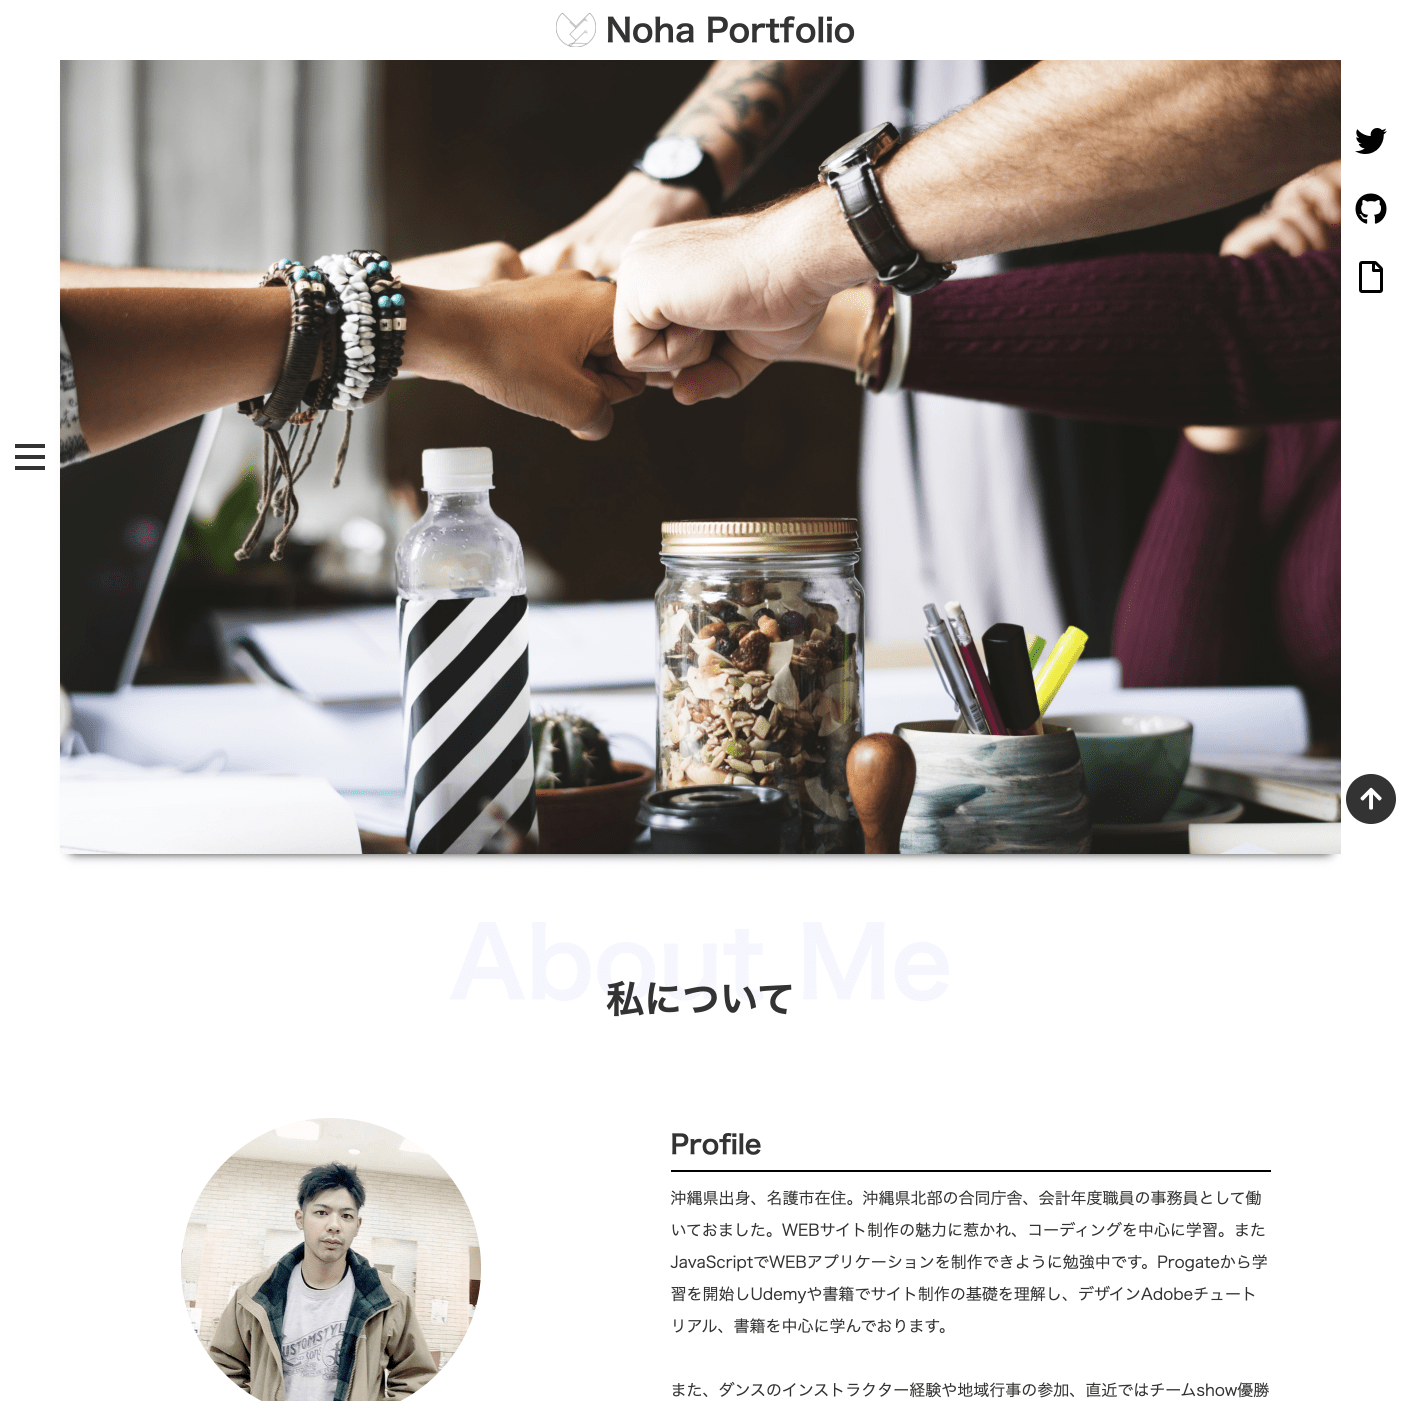 Noha Portfolio
About Me
私について
Profile
沖縄県出身、名護市在住。沖縄県北部の合同庁舎、会計年度職員の事務員として働
いておました。WEBサイト制作の魅力に惹かれ、コーディングを中心に学習。また
JavaScriptでWEBアプリケーションを制作できように勉強中です。Progateから学
習を開始しUdemyや書籍でサイト制作の基礎を理解し、デザインAdobeチュート
リアル、書籍を中心に学んでおります。
また、ダンスのインストラクター経験や地域行事の参加、直近ではチームshow優勝